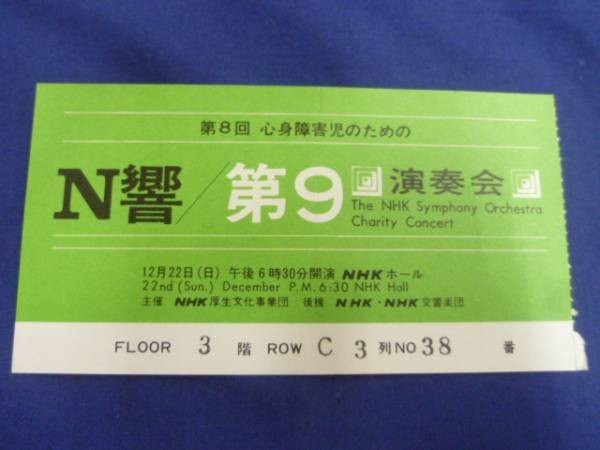 第8回 心身障害児のための
N響/第9 演奏会
The NHK Symphony Orchestra
Charity Concert
12月22日(日) 午後6時30分開演 NHKホール
22nd (Sun.) December P.M.6:30 NHK Hall
主催 NHK厚生文化事業団 後援 NHK・NHK交響楽団
FLOOR 3 階 ROW C 3 列 NO 38 番